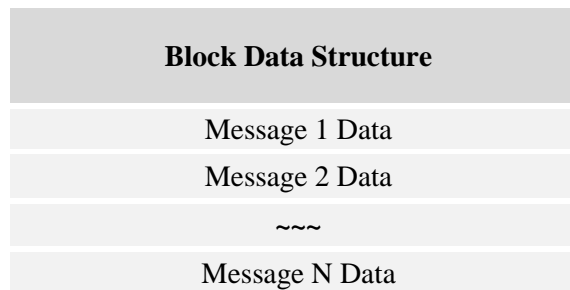 Block Data Structure
Message 1 Data
Message 2 Data
~~~
Message N Data